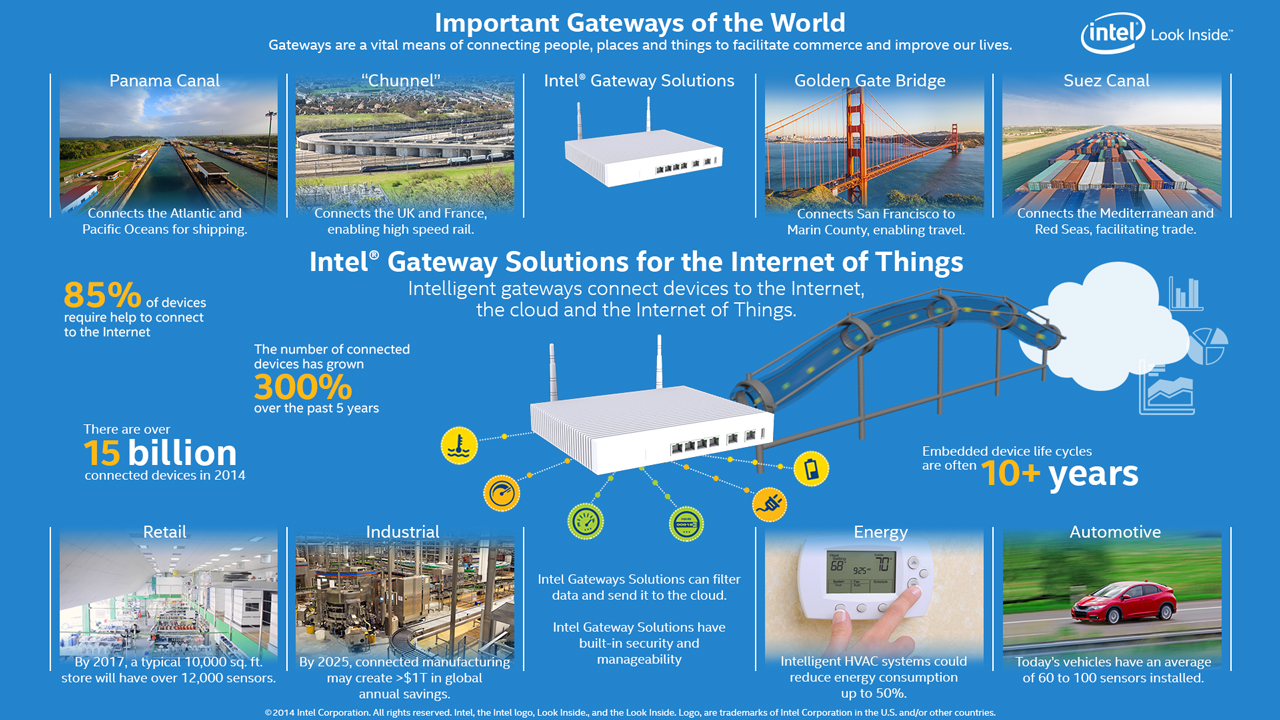 Important Gateways of the World
Gateways are a vital means of connecting people, places and things to facilitate commerce and improve our lives.
intel® Look Inside.™
Panama Canal
Connects the Atlantic and
Pacific Oceans for shipping.
“Chunnel”
Connects the UK and France,
enabling high speed rail.
Intel® Gateway Solutions
Golden Gate Bridge
Connects San Francisco to
Marin County, enabling travel.
Suez Canal
Connects the Mediterranean and
Red Seas, facilitating trade.
Intel® Gateway Solutions for the Internet of Things
Intelligent gateways connect devices to the Internet,
the cloud and the Internet of Things.
85% of devices
require help to connect
to the Internet
The number of connected
devices has grown
300%
over the past 5 years
There are over
15 billion
connected devices in 2014
Embedded device life cycles
are often 10+ years
Retail
By 2017, a typical 10,000 sq. ft.
store will have over 12,000 sensors.
Industrial
By 2025, connected manufacturing
may create >$1T in global
annual savings.
Intel Gateways Solutions can filter
data and send it to the cloud.
Intel Gateway Solutions have
built-in security and
manageability
Energy
68° 9:25 AM 70°
Intelligent HVAC systems could
reduce energy consumption
up to 50%.
Automotive
Today’s vehicles have an average
of 60 to 100 sensors installed.
©2014 Intel Corporation. All rights reserved. Intel, the Intel logo, Look Inside., and the Look Inside. Logo, are trademarks of Intel Corporation in the U.S. and/or other countries.